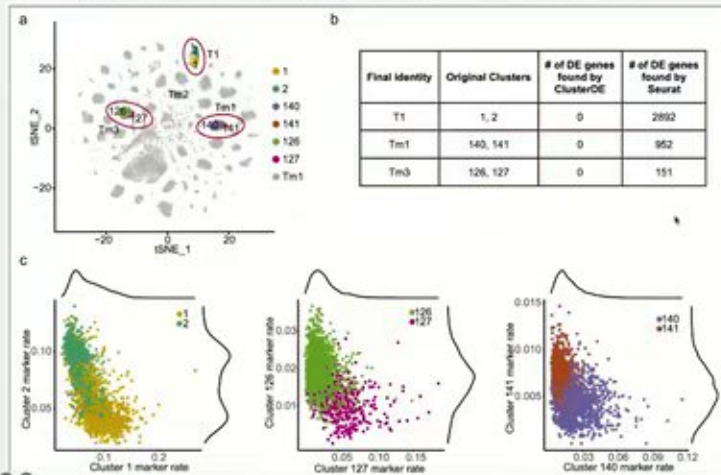 a
b
tSNE_2
20
0
−20
−20
0
20
tSNE_1
T1
Tm2
Tm1
Tm3
126
127
140
141
1
2
140
141
126
127
Tm1
Final identity
Original Clusters
# of DE genes
found by
ClusterDE
# of DE genes
found by
Seurat
T1
1, 2
0
2892
Tm1
140, 141
0
952
Tm3
126, 127
0
151
c
Cluster 2 marker rate
0.10
0.05
1
2
0.1
0.2
Cluster 1 marker rate
Cluster 126 marker rate
0.03
0.02
0.01
126
127
0.05
0.10
0.15
Cluster 127 marker rate
Cluster 141 marker rate
0.015
0.010
0.005
140
141
0.03
0.06
0.09
0.12
Cluster 140 marker rate